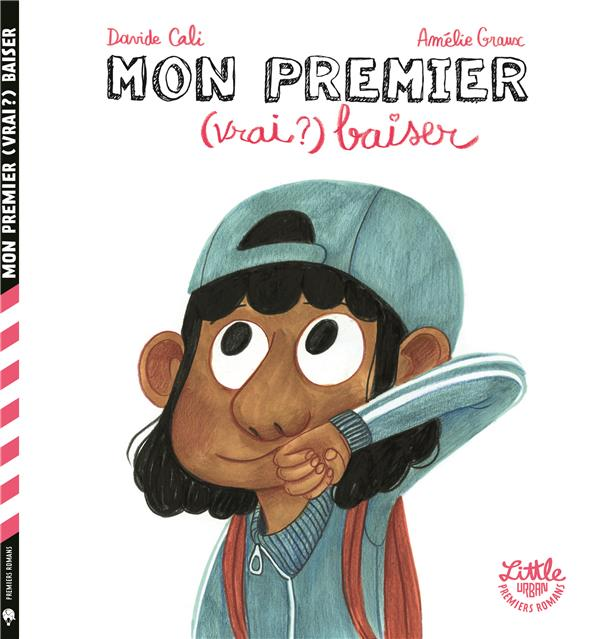 Davide Cali
Amélie Graux
MON PREMIER
(vrai?) baiser
MON PREMIER (VRAI?) BAISER
PREMIERS ROMANS
Little
URBAN
PREMIERS ROMANS